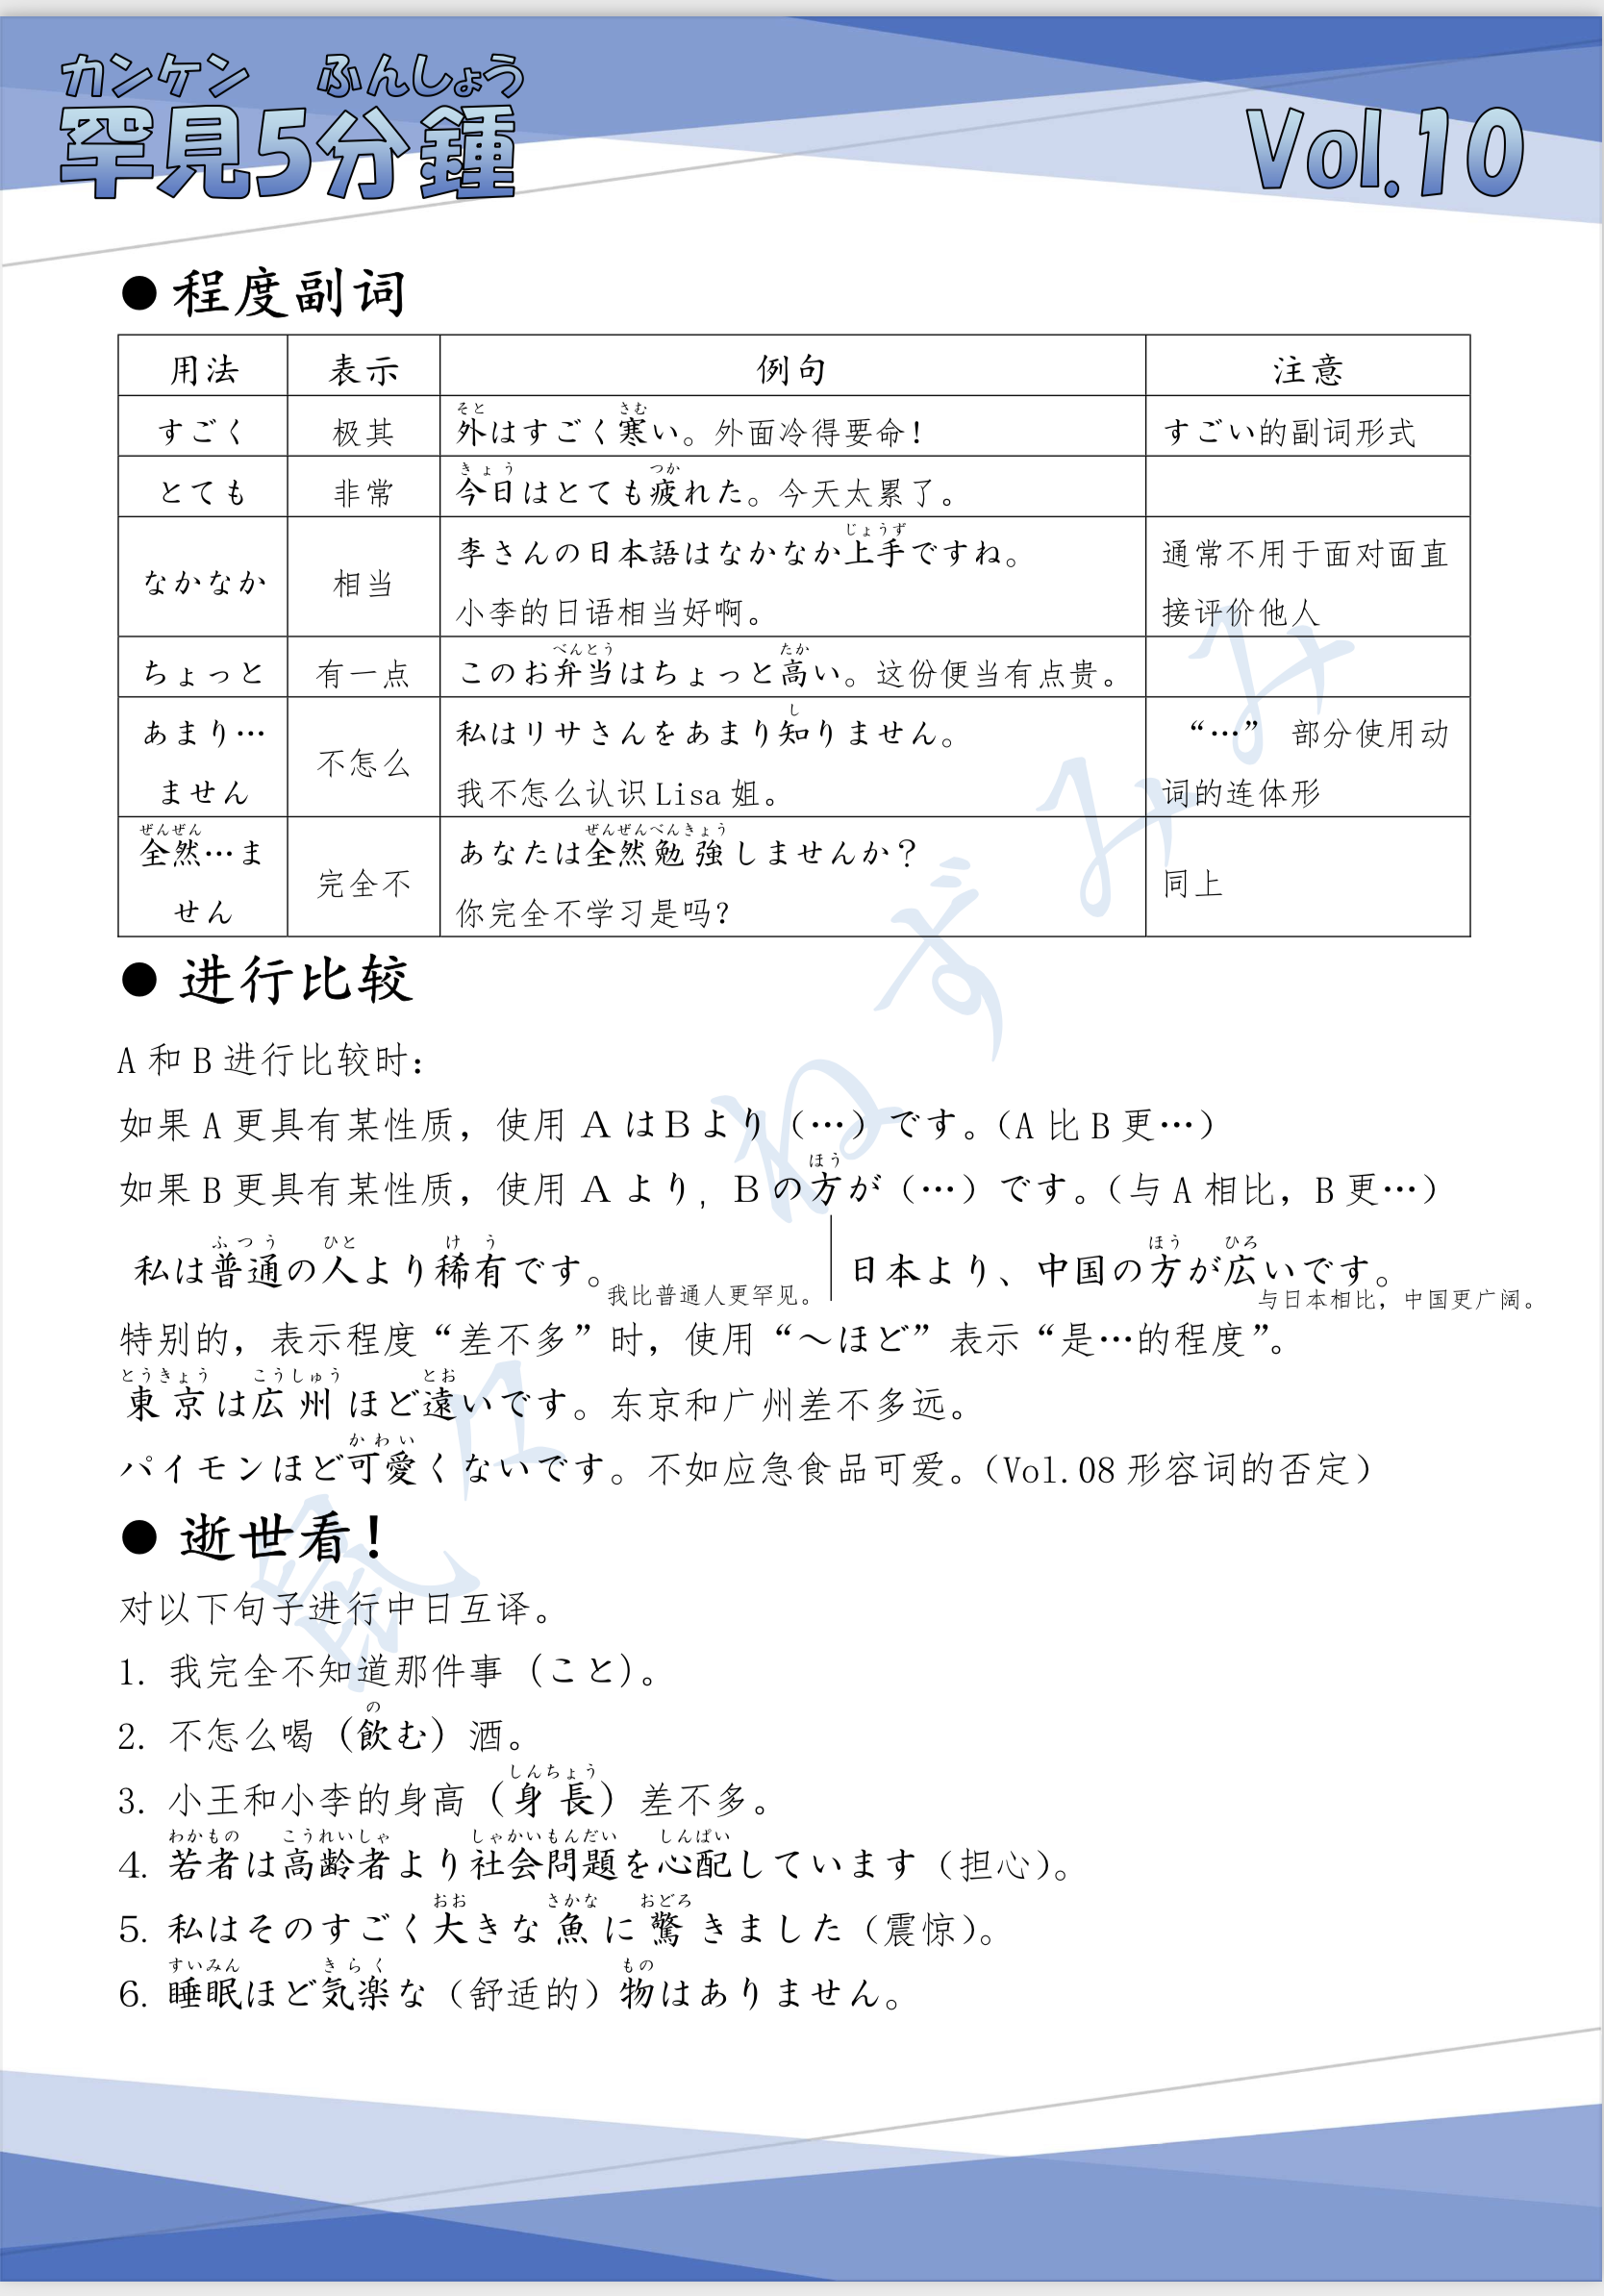 カンケン ふんしょう
罕見5分鍾
Vol.10
● 程度副词
用法 表示 例句 注意
そと さむ
すごく 极其 外はすごく寒い。外面冷得要命！ すごい的副词形式
きょう つか
とても 非常 今日はとても疲れた。今天太累了。
じょうず
なかなか 相当 李さんの日本語はなかなか上手ですね。
小李的日语相当好啊。
通常不用于面对面直
接评价他人
べんとう たか
ちょっと 有一点 このお弁当はちょっと高い。这份便当有点贵。
し
あまり…
ません
不怎么
私はリサさんをあまり知りません。
我不怎么认识 Lisa 姐。
“…” 部分使用动
词的连体形
ぜんぜん ぜんぜんべんきょう
全然…ま
せん
完全不
あなたは全然勉強しませんか？
你完全不学习是吗？
同上
● 进行比较
A 和 B 进行比较时：
如果 A 更具有某性质，使用 A はB より（…）です。（A 比 B 更…）
ほう
如果 B 更具有某性质，使用 A より, B の方が（…）です。（与 A 相比，B 更…）
ふつう ひと けう
私は普通の人より稀有です。我比普通人更罕见。
ほう ひろ
日本より、中国の方が広いです。与日本相比，中国更广阔。
特别的，表示程度“差不多”时，使用“～ほど”表示“是…的程度”。
とうきょう こうしゅう とお
東京は広州ほど遠いです。东京和广州差不多远。
かわい
パイモンほど可愛くないです。不如应急食品可爱。（Vol.08 形容词的否定）
● 逝世看！
对以下句子进行中日互译。
1. 我完全不知道那件事（こと）。
の
2. 不怎么喝（飲む）酒。
しんちょう
3. 小王和小李的身高（身長）差不多。
わかもの こうれいしゃ しゃかいもんだい しんぱい
4. 若者は高齢者より社会問題を心配しています（担心）。
おお さかな おどろ
5. 私はそのすごく大きな魚に驚きました（震惊）。
すいみん きらく もの
6. 睡眠ほど気楽な（舒适的）物はありません。
鼠々ねずみみ